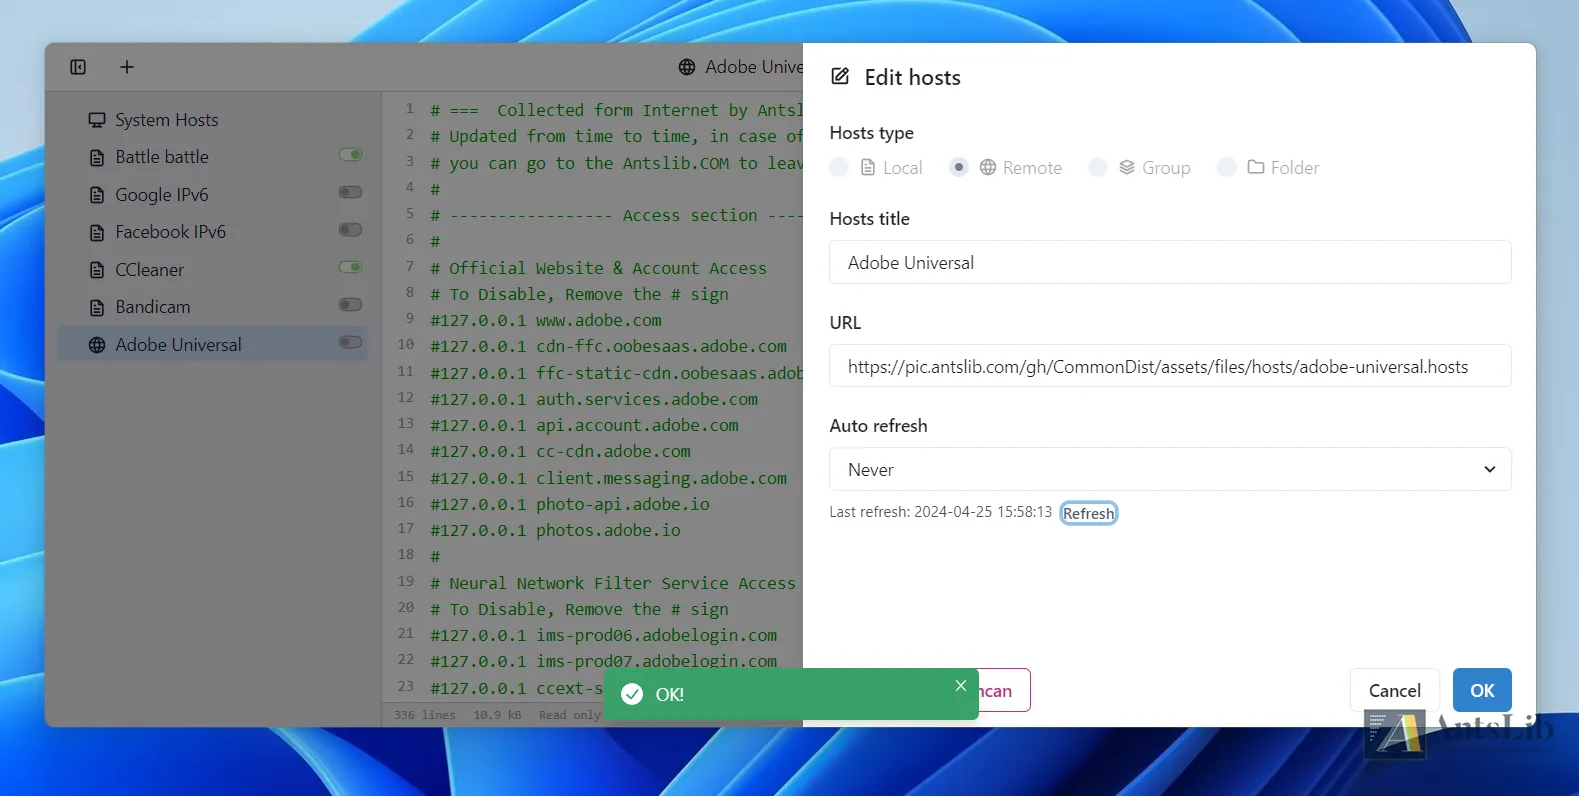 Adobe Unive
System Hosts
Battle battle
Google IPv6
Facebook IPv6
CCleaner
Bandicam
Adobe Universal
1 # ===  Collected form Internet by Antsl
2 # Updated from time to time, in case of
3 # you can go to the Antslib.COM to leav
4 #
5 # ----------------- Access section ----
6 #
7 # Official Website & Account Access
8 # To Disable, Remove the # sign
9 #127.0.0.1 www.adobe.com
10 #127.0.0.1 cdn-ffc.oobesaas.adobe.com
11 #127.0.0.1 ffc-static-cdn.oobesaas.adob
12 #127.0.0.1 auth.services.adobe.com
13 #127.0.0.1 api.account.adobe.com
14 #127.0.0.1 cc-cdn.adobe.com
15 #127.0.0.1 client.messaging.adobe.com
16 #127.0.0.1 photo-api.adobe.io
17 #127.0.0.1 photos.adobe.io
18 #
19 # Neural Network Filter Service Access
20 # To Disable, Remove the # sign
21 #127.0.0.1 ims-prod06.adobelogin.com
22 #127.0.0.1 ims-prod07.adobelogin.com
23 #127.0.0.1 ccext-s
336 lines 10.9 kB Read only
Edit hosts
Hosts type
Local Remote Group Folder
Hosts title
Adobe Universal
URL
https://pic.antslib.com/gh/CommonDist/assets/files/hosts/adobe-universal.hosts
Auto refresh
Never
Last refresh: 2024-04-25 15:58:13 Refresh
OK!
Cancel OK
AntsLib